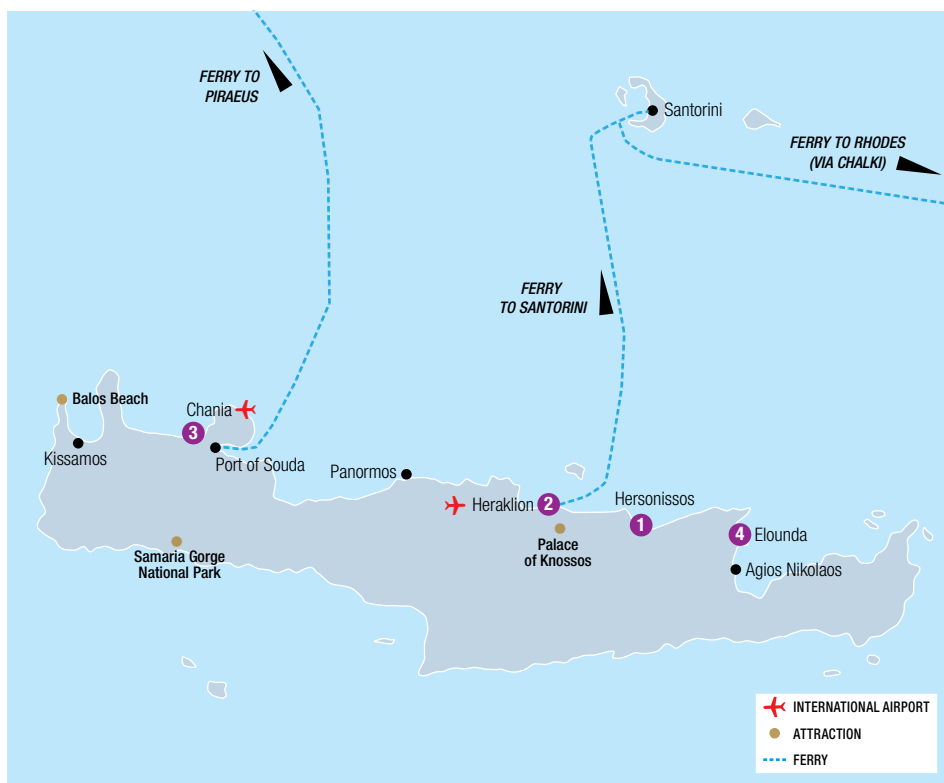 FERRY TO
PIRAEUS
Santorini
FERRY TO RHODES
(VIA CHALKI)
FERRY
TO SANTORINI
Balos Beach
Chania
3
Kissamos
Port of Souda
Panormos
Heraklion
2
Hersonissos
1
4
Elounda
Palace
of Knossos
Samaria Gorge
National Park
Agios Nikolaos
INTERNATIONAL AIRPORT
ATTRACTION
FERRY